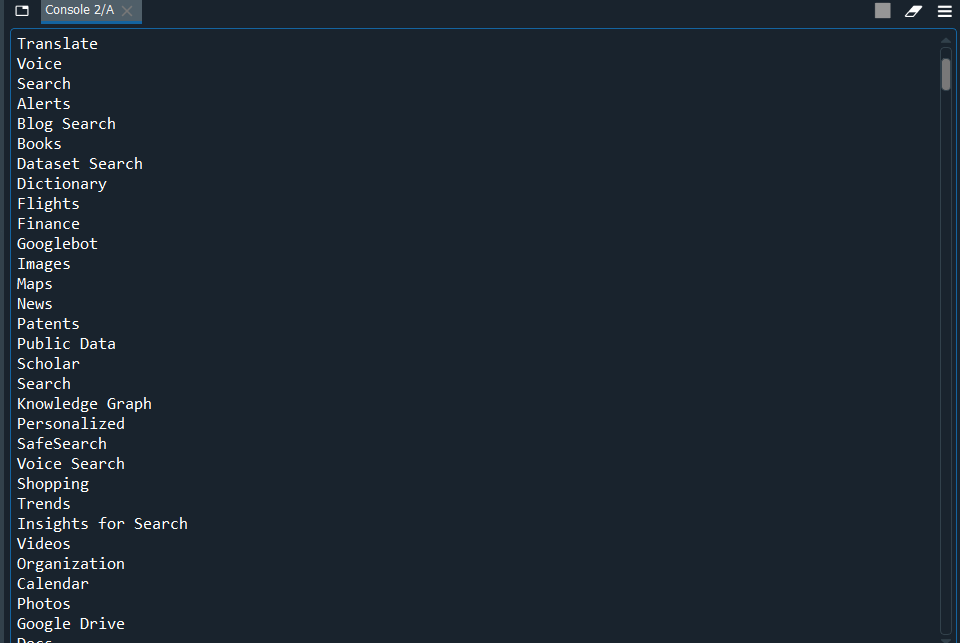 Console 2/A
Translate
Voice
Search
Alerts
Blog Search
Books
Dataset Search
Dictionary
Flights
Finance
Googlebot
Images
Maps
News
Patents
Public Data
Scholar
Search
Knowledge Graph
Personalized
SafeSearch
Voice Search
Shopping
Trends
Insights for Search
Videos
Organization
Calendar
Photos
Google Drive
Docs